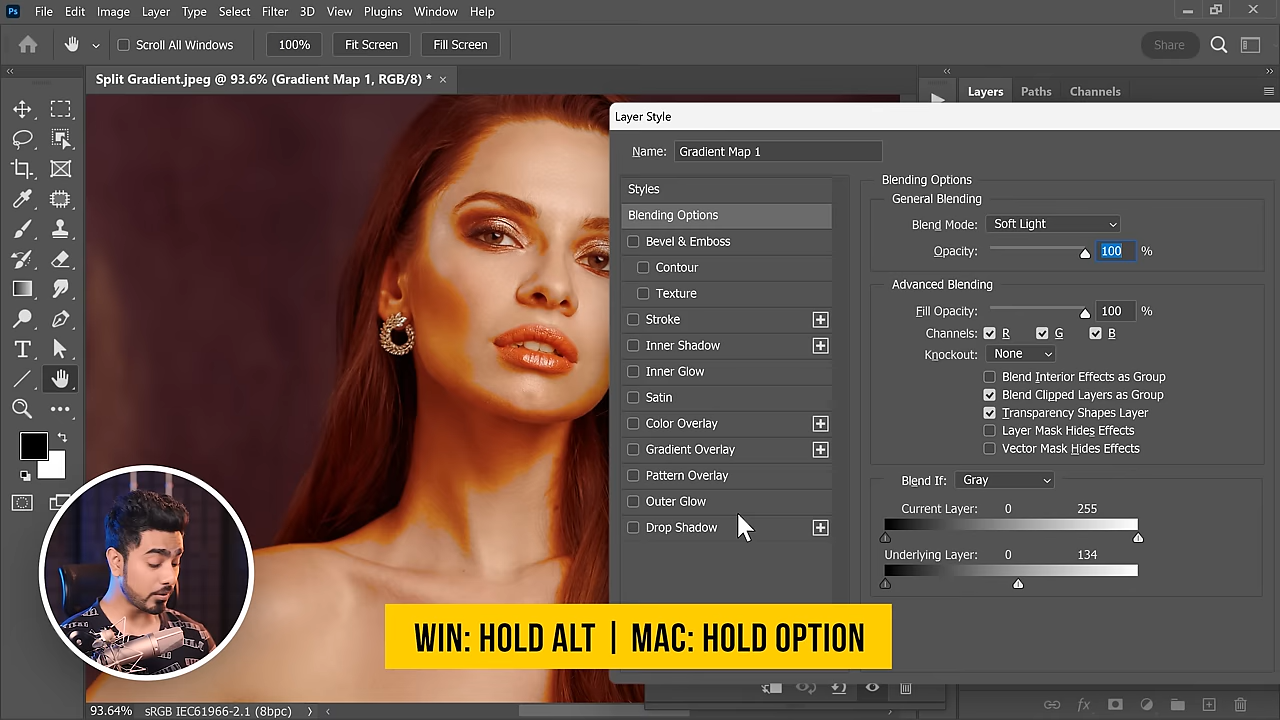 Ps File Edit Image Layer Type Select Filter 3D View Plugins Window Help
Scroll All Windows 100% Fit Screen Fill Screen Share
Split Gradient.jpeg @ 93.6% (Gradient Map 1, RGB/8) * ×
Layers Paths Channels
Layer Style
Name: Gradient Map 1
Styles
Blending Options
Bevel & Emboss
Contour
Texture
Stroke
Inner Shadow
Inner Glow
Satin
Color Overlay
Gradient Overlay
Pattern Overlay
Outer Glow
Drop Shadow
Blending Options
General Blending
Blend Mode: Soft Light
Opacity: 100 %
Advanced Blending
Fill Opacity: 100 %
Channels: R G B
Knockout: None
Blend Interior Effects as Group
Blend Clipped Layers as Group
Transparency Shapes Layer
Layer Mask Hides Effects
Vector Mask Hides Effects
Blend If: Gray
Current Layer: 0 255
Underlying Layer: 0 134
WIN: HOLD ALT | MAC: HOLD OPTION
93.64% sRGB IEC61966-2.1 (8bpc)
fx